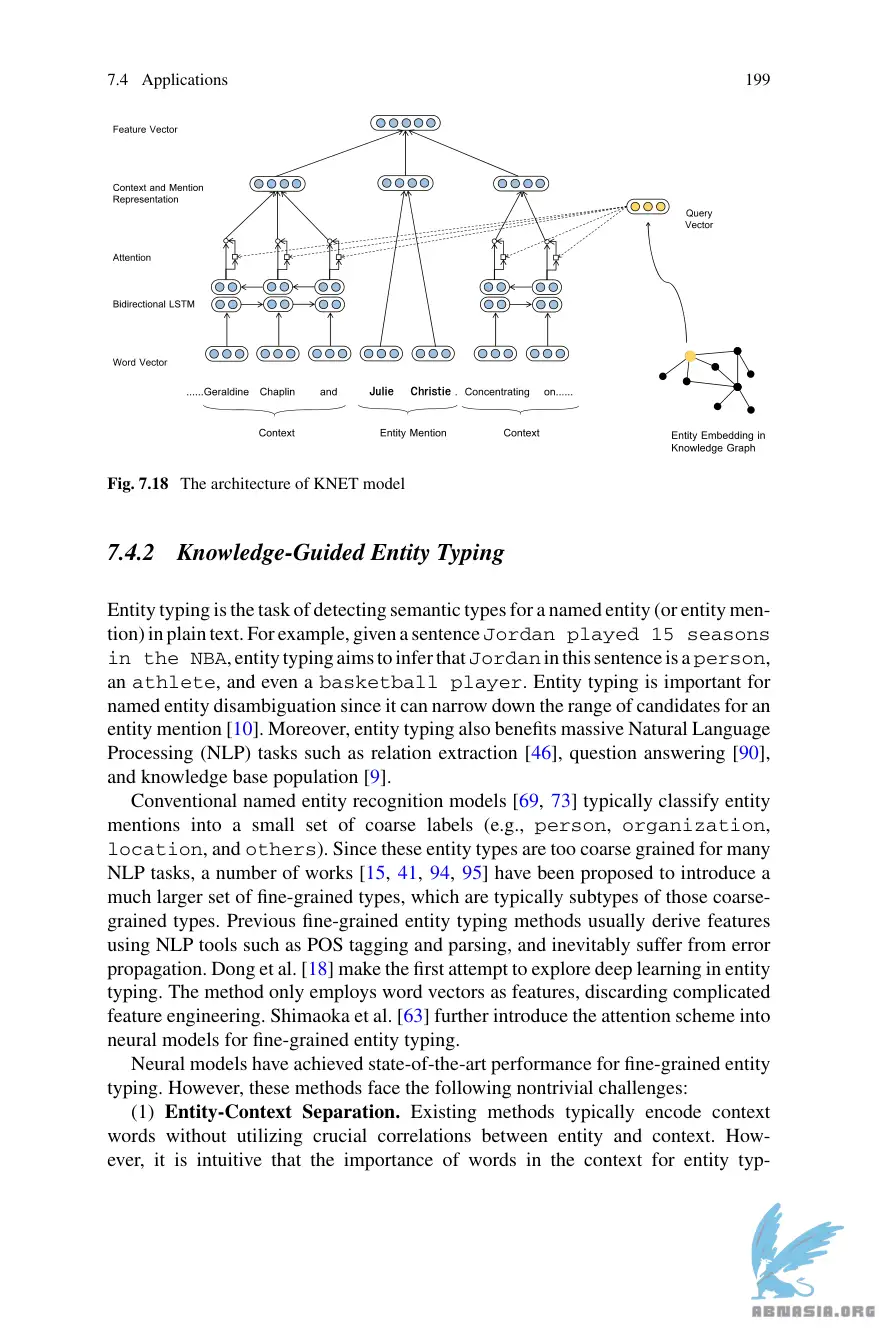 7.4 Applications 199
Feature Vector
Context and Mention
Representation
Query
Vector
Attention
Bidirectional LSTM
Word Vector
......Geraldine Chaplin and Julie Christie . Concentrating on......
Context Entity Mention Context
Entity Embedding in
Knowledge Graph
Fig. 7.18 The architecture of KNET model
7.4.2 Knowledge-Guided Entity Typing
Entity typing is the task of detecting semantic types for a named entity (or entity men-
tion) in plain text. For example, given a sentence Jordan played 15 seasons
in the NBA, entity typing aims to infer that Jordan in this sentence is a person,
an athlete, and even a basketball player. Entity typing is important for
named entity disambiguation since it can narrow down the range of candidates for an
entity mention [10]. Moreover, entity typing also benefits massive Natural Language
Processing (NLP) tasks such as relation extraction [46], question answering [90],
and knowledge base population [9].
Conventional named entity recognition models [69, 73] typically classify entity
mentions into a small set of coarse labels (e.g., person, organization,
location, and others). Since these entity types are too coarse grained for many
NLP tasks, a number of works [15, 41, 94, 95] have been proposed to introduce a
much larger set of fine-grained types, which are typically subtypes of those coarse-
grained types. Previous fine-grained entity typing methods usually derive features
using NLP tools such as POS tagging and parsing, and inevitably suffer from error
propagation. Dong et al. [18] make the first attempt to explore deep learning in entity
typing. The method only employs word vectors as features, discarding complicated
feature engineering. Shimaoka et al. [63] further introduce the attention scheme into
neural models for fine-grained entity typing.
Neural models have achieved state-of-the-art performance for fine-grained entity
typing. However, these methods face the following nontrivial challenges:
(1) Entity-Context Separation. Existing methods typically encode context
words without utilizing crucial correlations between entity and context. How-
ever, it is intuitive that the importance of words in the context for entity typ-
ABNASIA.ORG